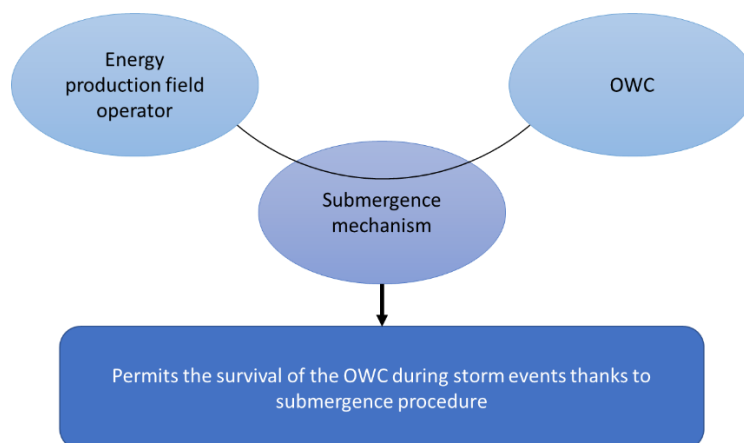 Energy
production field
operator
OWC
Submergence
mechanism
Permits the survival of the OWC during storm events thanks to
submergence procedure